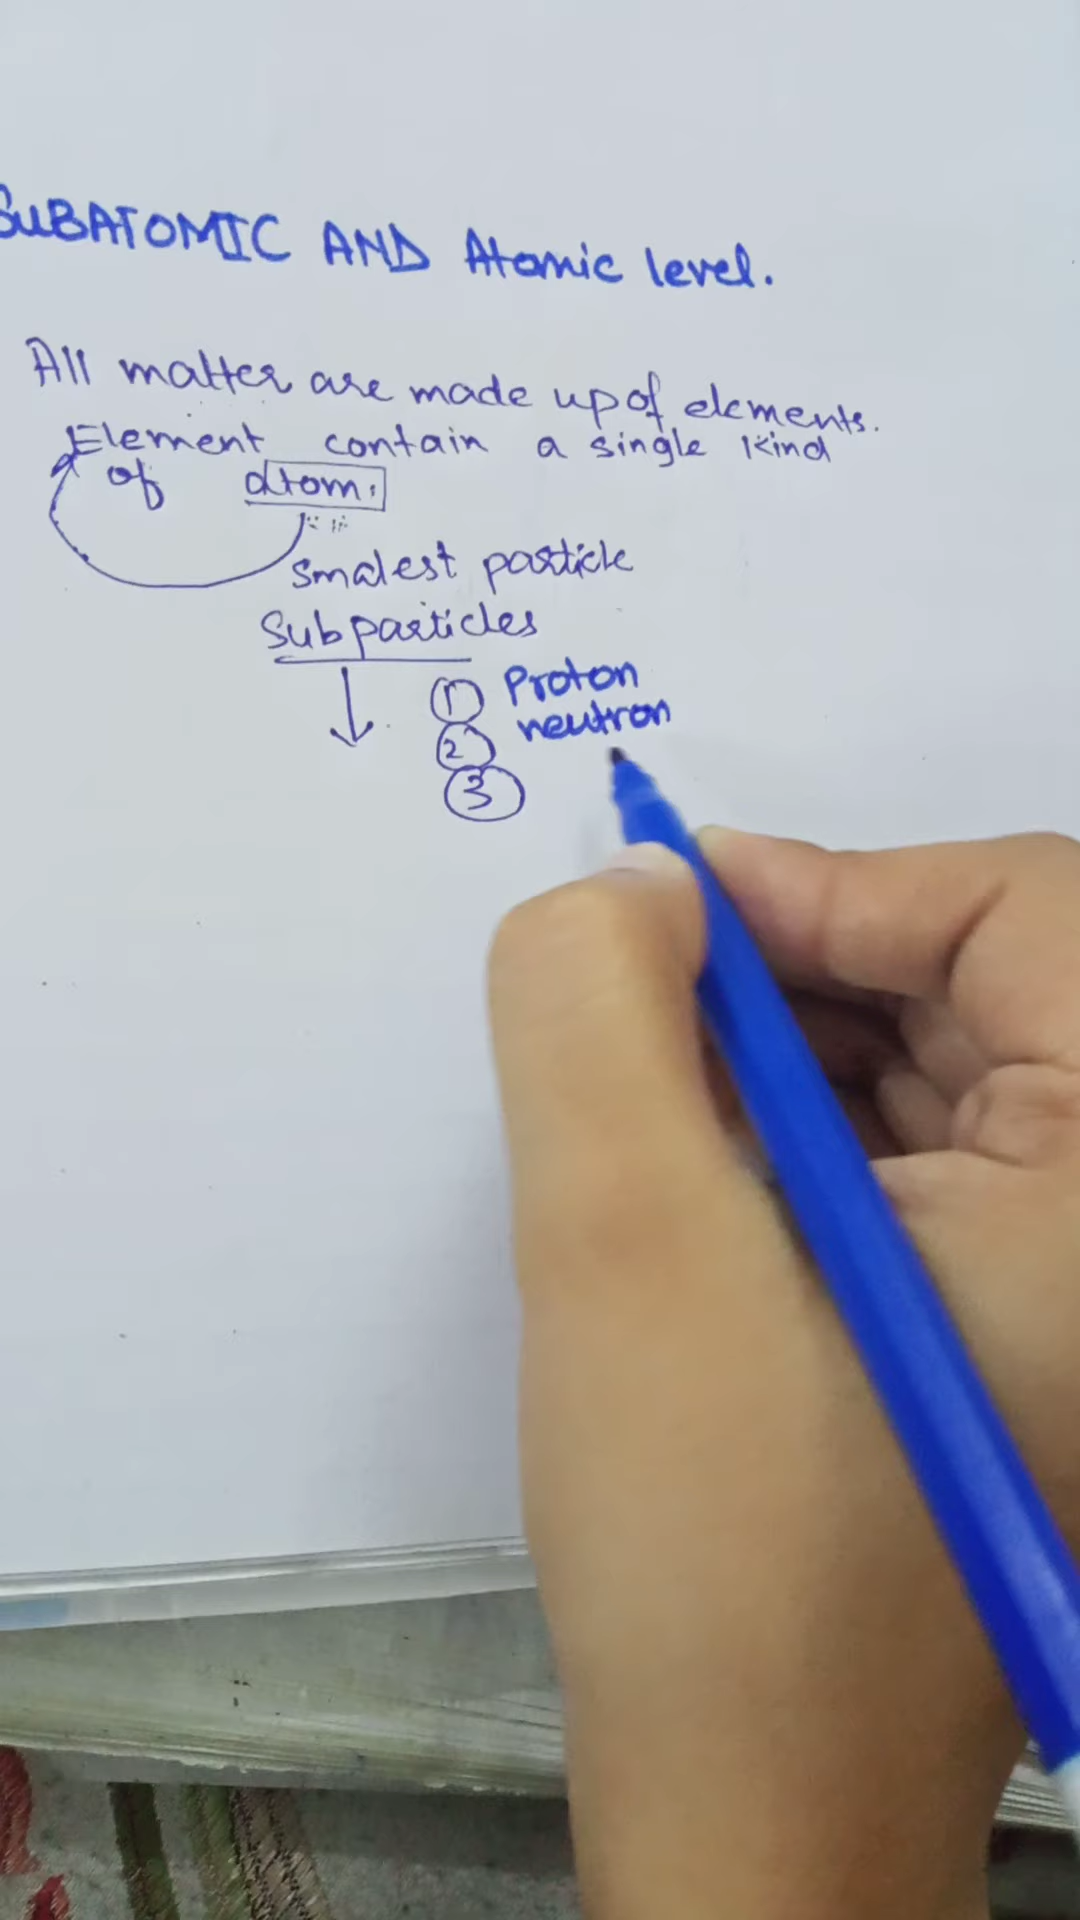 SUBATOMIC AND Atomic level.
All matter are made up of elements.
Element contain a single kind
of atom.
smalest particle
Subparticles
1 Proton
2 neutron
3